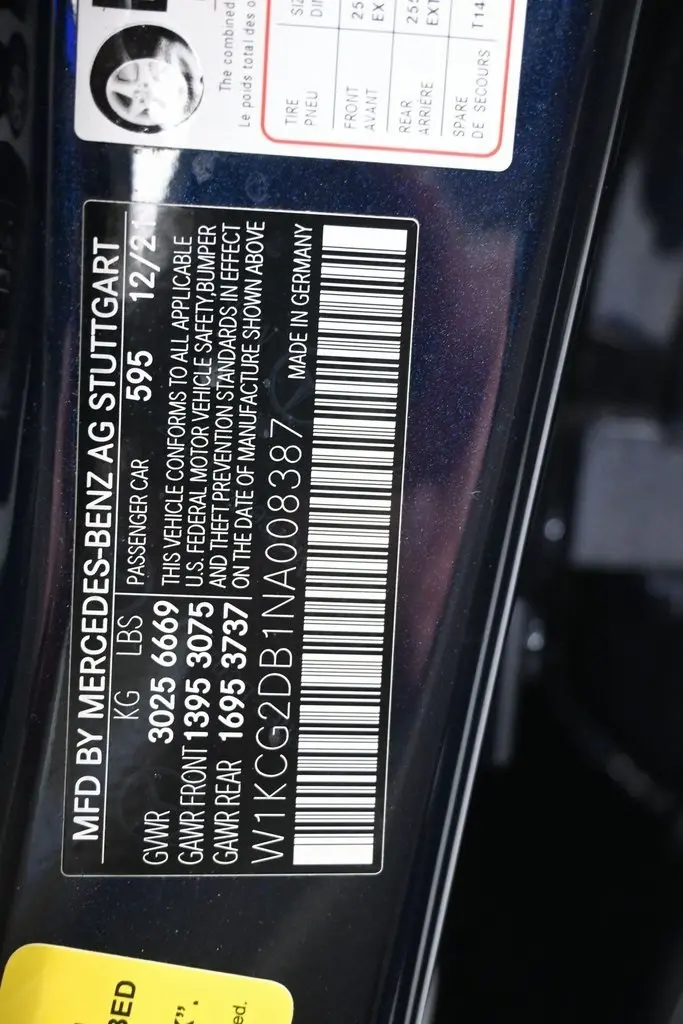 MFD BY MERCEDES-BENZ AG STUTTGART
KG LBS PASSENGER CAR 595 12/21
GVWR 3025 6669
GAWR FRONT 1395 3075
GAWR REAR 1695 3737
THIS VEHICLE CONFORMS TO ALL APPLICABLE
U.S. FEDERAL MOTOR VEHICLE SAFETY,BUMPER
AND THEFT PREVENTION STANDARDS IN EFFECT
ON THE DATE OF MANUFACTURE SHOWN ABOVE
W1KCG2DB1NA008387 MADE IN GERMANY
The combined
Le poids total des
TIRE
PNEU
FRONT
AVANT
REAR
ARRIÈRE
SPARE
DE SECOURS
T14